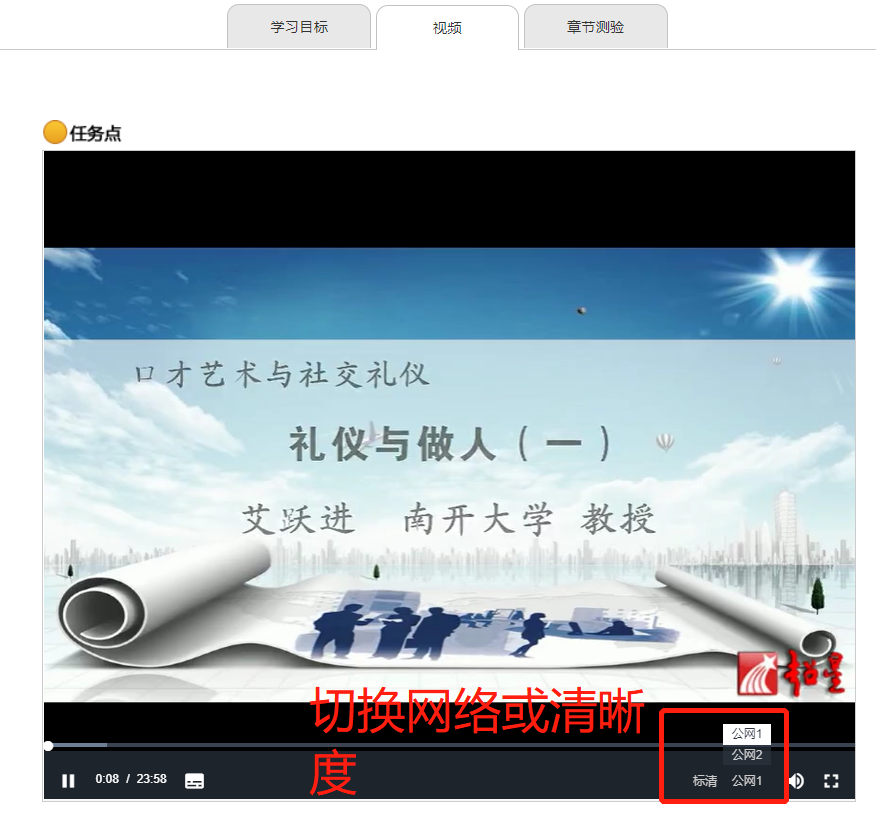 学习目标
视频
章节测验
任务点
口才艺术与社交礼仪
礼仪与做人（一）
艾跃进 南开大学 教授
超星
切换网络或清晰
度
公网1
公网2
0:08 / 23:58
标清 公网1